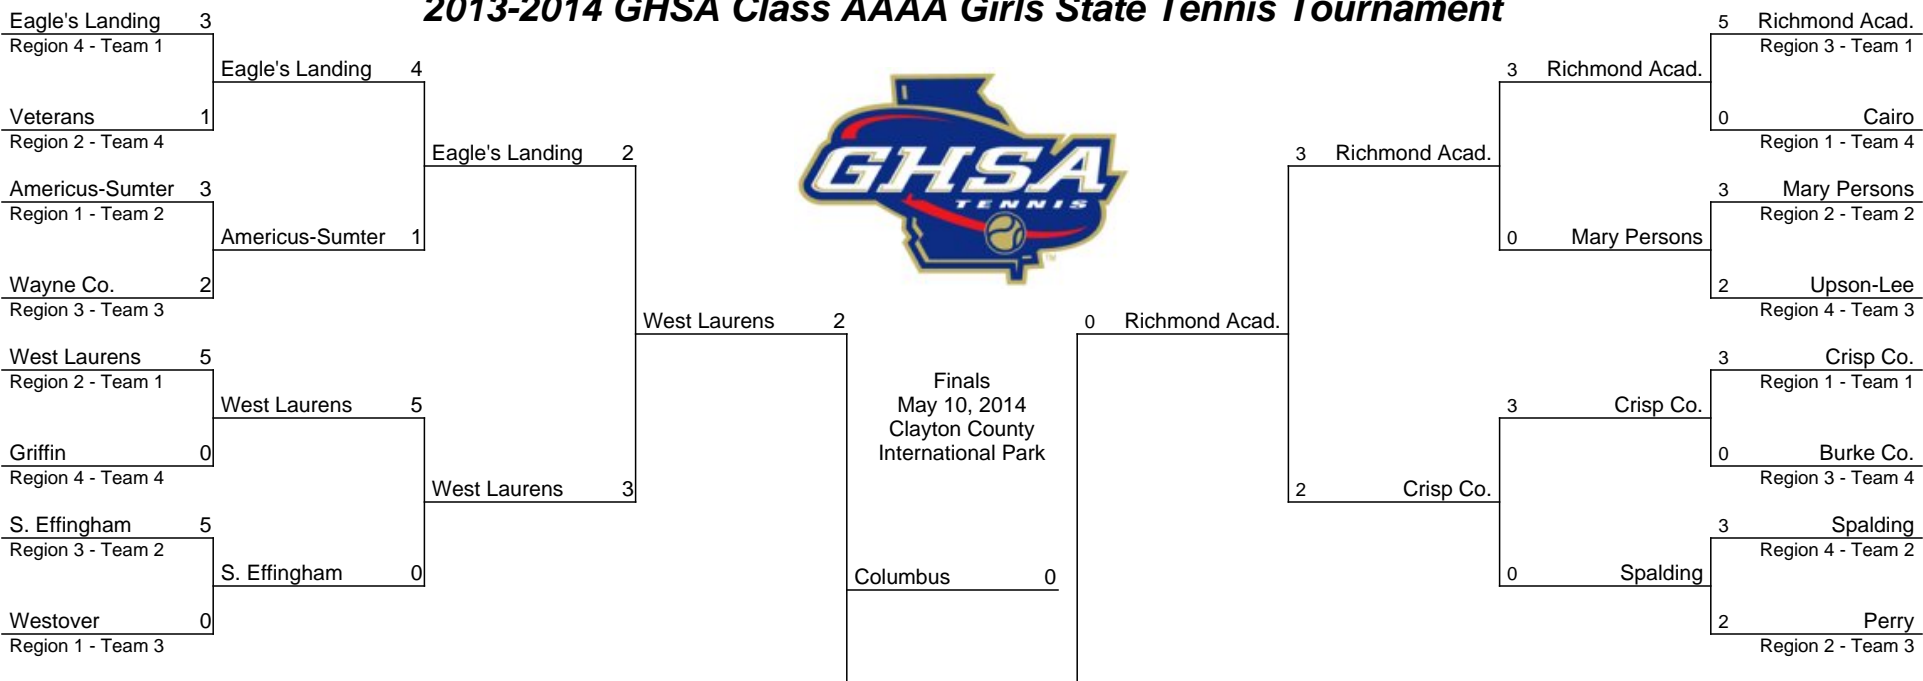 2013-2014 GHSA Class AAAA Girls State Tennis Tournament
Eagle's Landing 3
Region 4 - Team 1
Eagle's Landing 4
Veterans 1
Region 2 - Team 4
Eagle's Landing 2
Americus-Sumter 3
Region 1 - Team 2
Americus-Sumter 1
Wayne Co. 2
Region 3 - Team 3
West Laurens 2
West Laurens 5
Region 2 - Team 1
West Laurens 5
Griffin 0
Region 4 - Team 4
West Laurens 3
S. Effingham 5
Region 3 - Team 2
S. Effingham 0
Westover 0
Region 1 - Team 3
GHSA
TENNIS
TM
Finals
May 10, 2014
Clayton County
International Park
Columbus 0
5 Richmond Acad.
Region 3 - Team 1
3 Richmond Acad.
0 Cairo
Region 1 - Team 4
3 Richmond Acad.
3 Mary Persons
Region 2 - Team 2
0 Mary Persons
2 Upson-Lee
Region 4 - Team 3
0 Richmond Acad.
3 Crisp Co.
Region 1 - Team 1
3 Crisp Co.
0 Burke Co.
Region 3 - Team 4
2 Crisp Co.
3 Spalding
Region 4 - Team 2
0 Spalding
2 Perry
Region 2 - Team 3